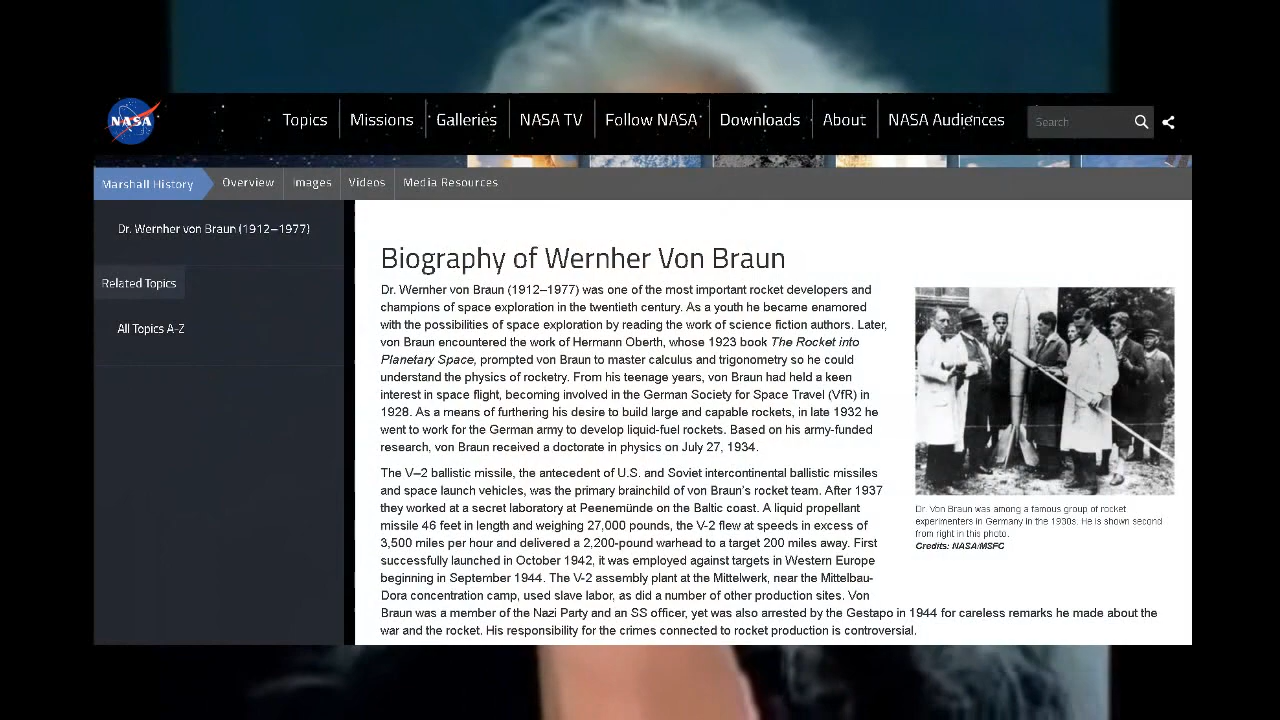 NASA
Topics
Missions
Galleries
NASA TV
Follow NASA
Downloads
About
NASA Audiences
Search
Marshall History
Overview
Images
Videos
Media Resources
Dr. Wernher von Braun (1912–1977)
Related Topics
All Topics A-Z
Biography of Wernher Von Braun
Dr. Wernher von Braun (1912–1977) was one of the most important rocket developers and
champions of space exploration in the twentieth century. As a youth he became enamored
with the possibilities of space exploration by reading the work of science fiction authors. Later,
von Braun encountered the work of Hermann Oberth, whose 1923 book The Rocket into
Planetary Space, prompted von Braun to master calculus and trigonometry so he could
understand the physics of rocketry. From his teenage years, von Braun had held a keen
interest in space flight, becoming involved in the German Society for Space Travel (VfR) in
1928. As a means of furthering his desire to build large and capable rockets, in late 1932 he
went to work for the German army to develop liquid-fuel rockets. Based on his army-funded
research, von Braun received a doctorate in physics on July 27, 1934.
The V–2 ballistic missile, the antecedent of U.S. and Soviet intercontinental ballistic missiles
and space launch vehicles, was the primary brainchild of von Braun's rocket team. After 1937
they worked at a secret laboratory at Peenemünde on the Baltic coast. A liquid propellant
missile 46 feet in length and weighing 27,000 pounds, the V-2 flew at speeds in excess of
3,500 miles per hour and delivered a 2,200-pound warhead to a target 200 miles away. First
successfully launched in October 1942, it was employed against targets in Western Europe
beginning in September 1944. The V-2 assembly plant at the Mittelwerk, near the Mittelbau-
Dora concentration camp, used slave labor, as did a number of other production sites. Von
Braun was a member of the Nazi Party and an SS officer, yet was also arrested by the Gestapo in 1944 for careless remarks he made about the
war and the rocket. His responsibility for the crimes connected to rocket production is controversial.
Dr. Von Braun was among a famous group of rocket
experimenters in Germany in the 1930s. He is shown second
from right in this photo.
Credits: NASA/MSFC